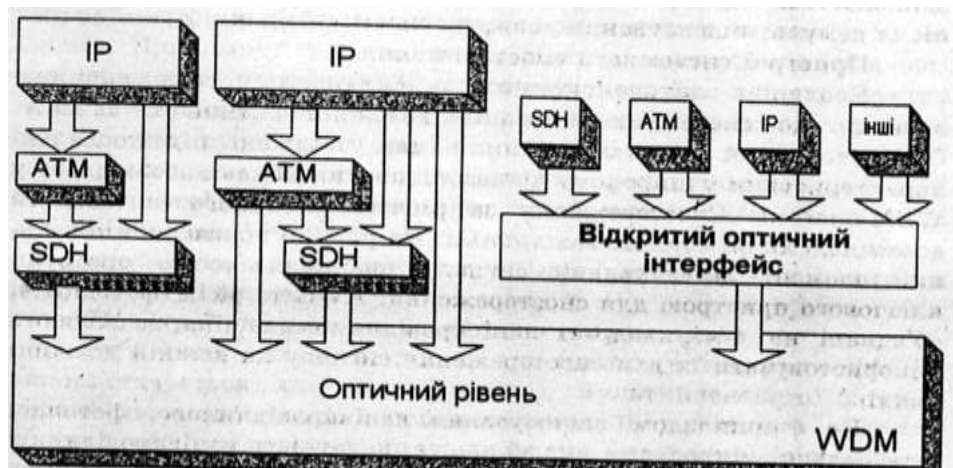 IP
IP
SDH
ATM
IP
інші
ATM
ATM
SDH
SDH
Відкритий оптичний
інтерфейс
Оптичний рівень
WDM